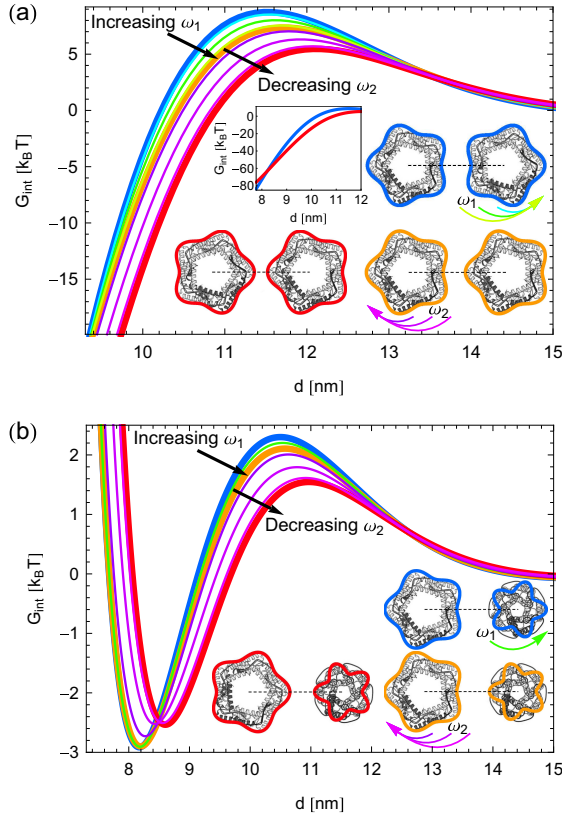 (a)
Increasing ω1
Decreasing ω2
G_int [k_BT]
5
0
−5
−10
−15
G_int [k_BT]
0
−20
−40
−60
−80
8 9 10 11 12
d [nm]
ω1
ω2
10 11 12 13 14 15
d [nm]
(b)
Increasing ω1
Decreasing ω2
G_int [k_BT]
2
1
0
−1
−2
−3
ω1
ω2
8 9 10 11 12 13 14 15
d [nm]